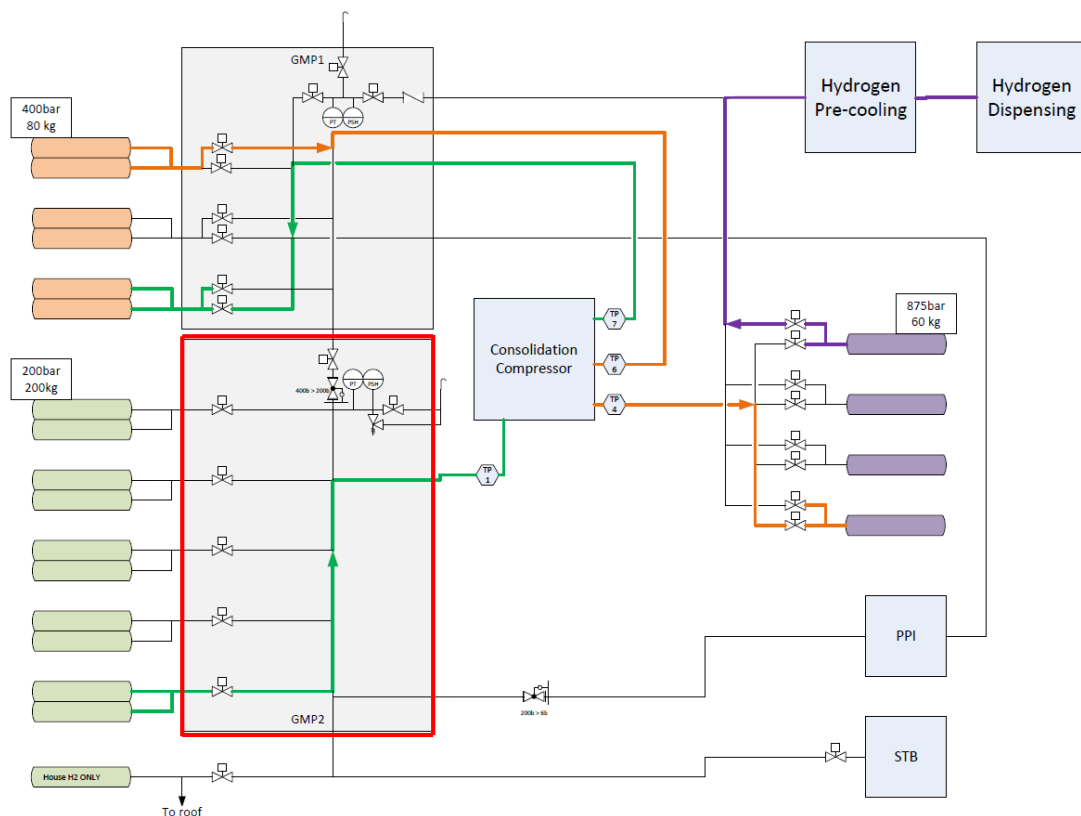 GMP1
Hydrogen
Pre-cooling
Hydrogen
Dispensing
400bar
80 kg
PT
PSH
TP
7
Consolidation
Compressor
TP
6
875bar
60 kg
TP
4
200bar
200kg
400b > 200b
PT
PSH
TP
1
PPI
200b > 6b
GMP2
STB
House H2 ONLY
To roof